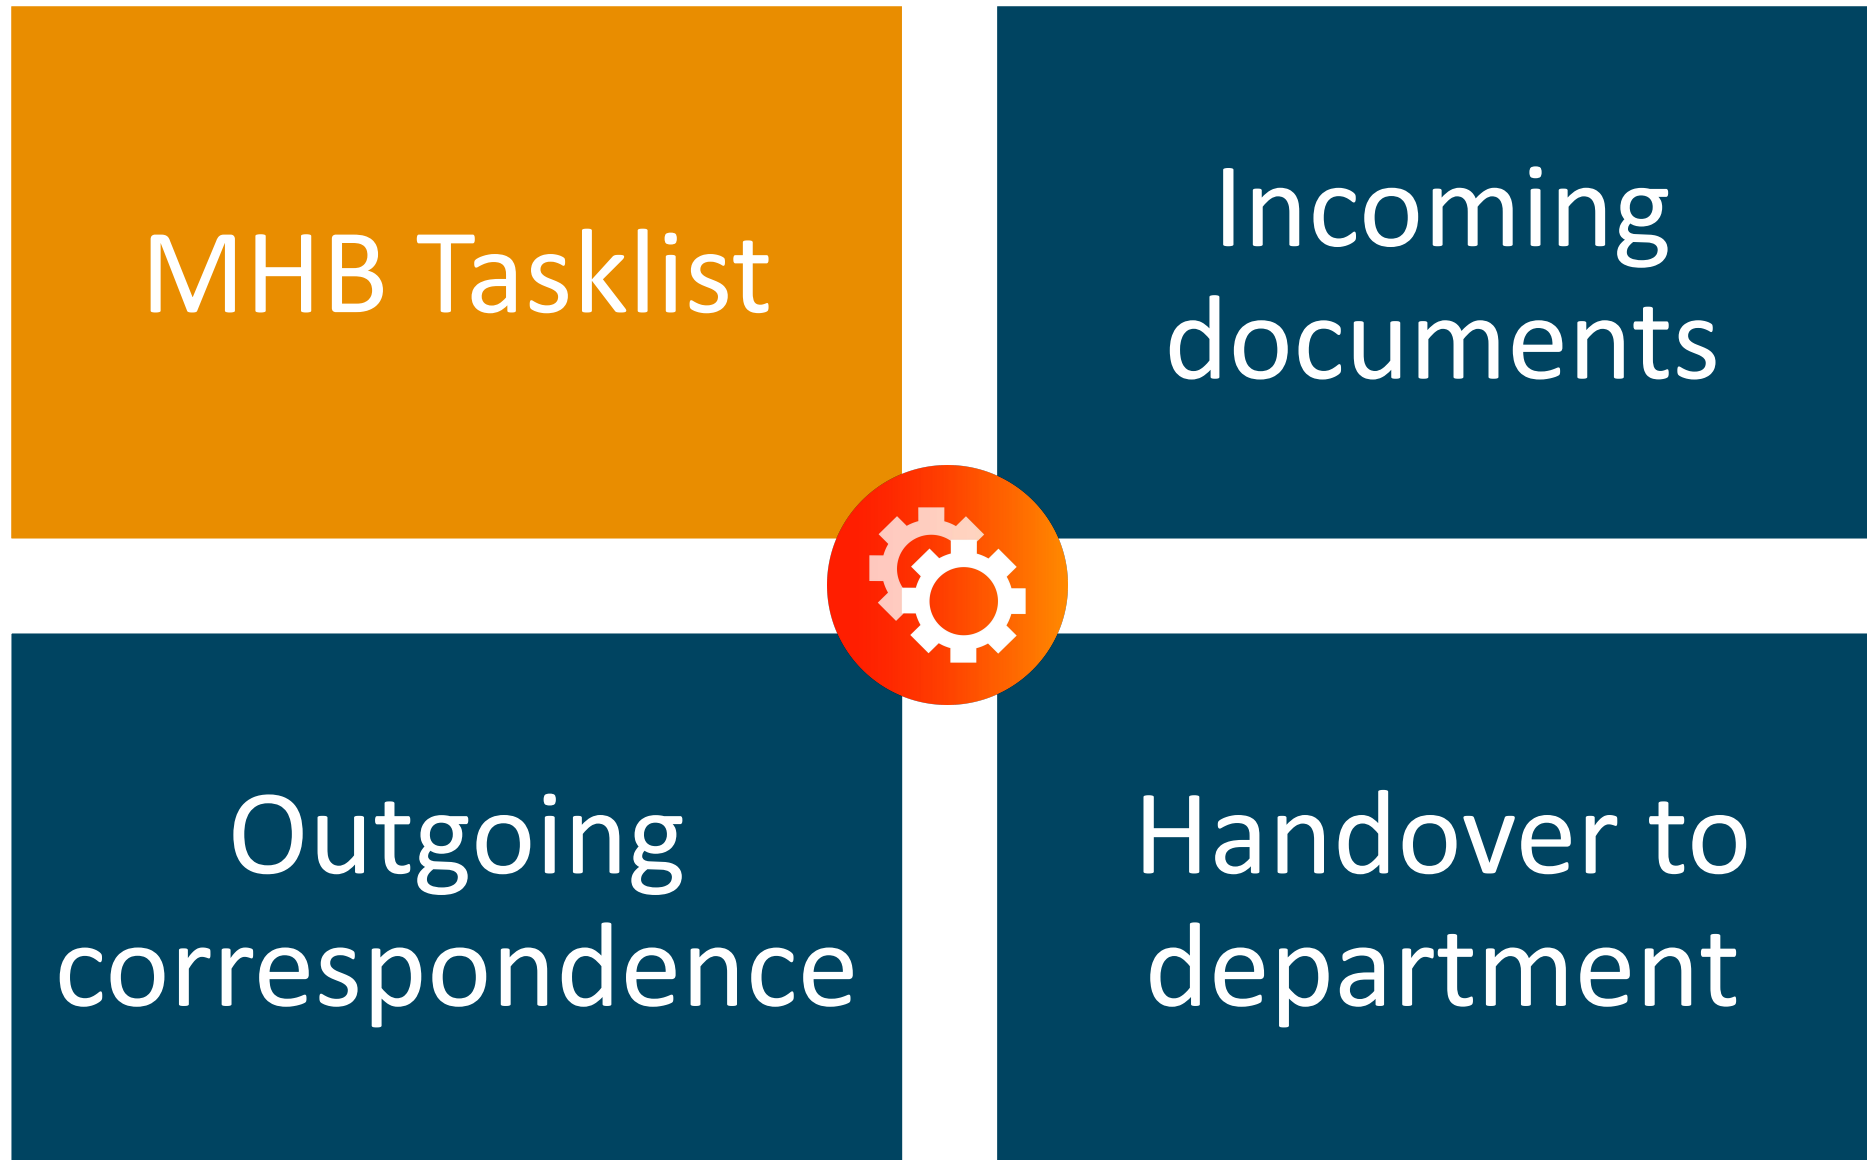 MHB Tasklist
Incoming
documents
Outgoing
correspondence
Handover to
department